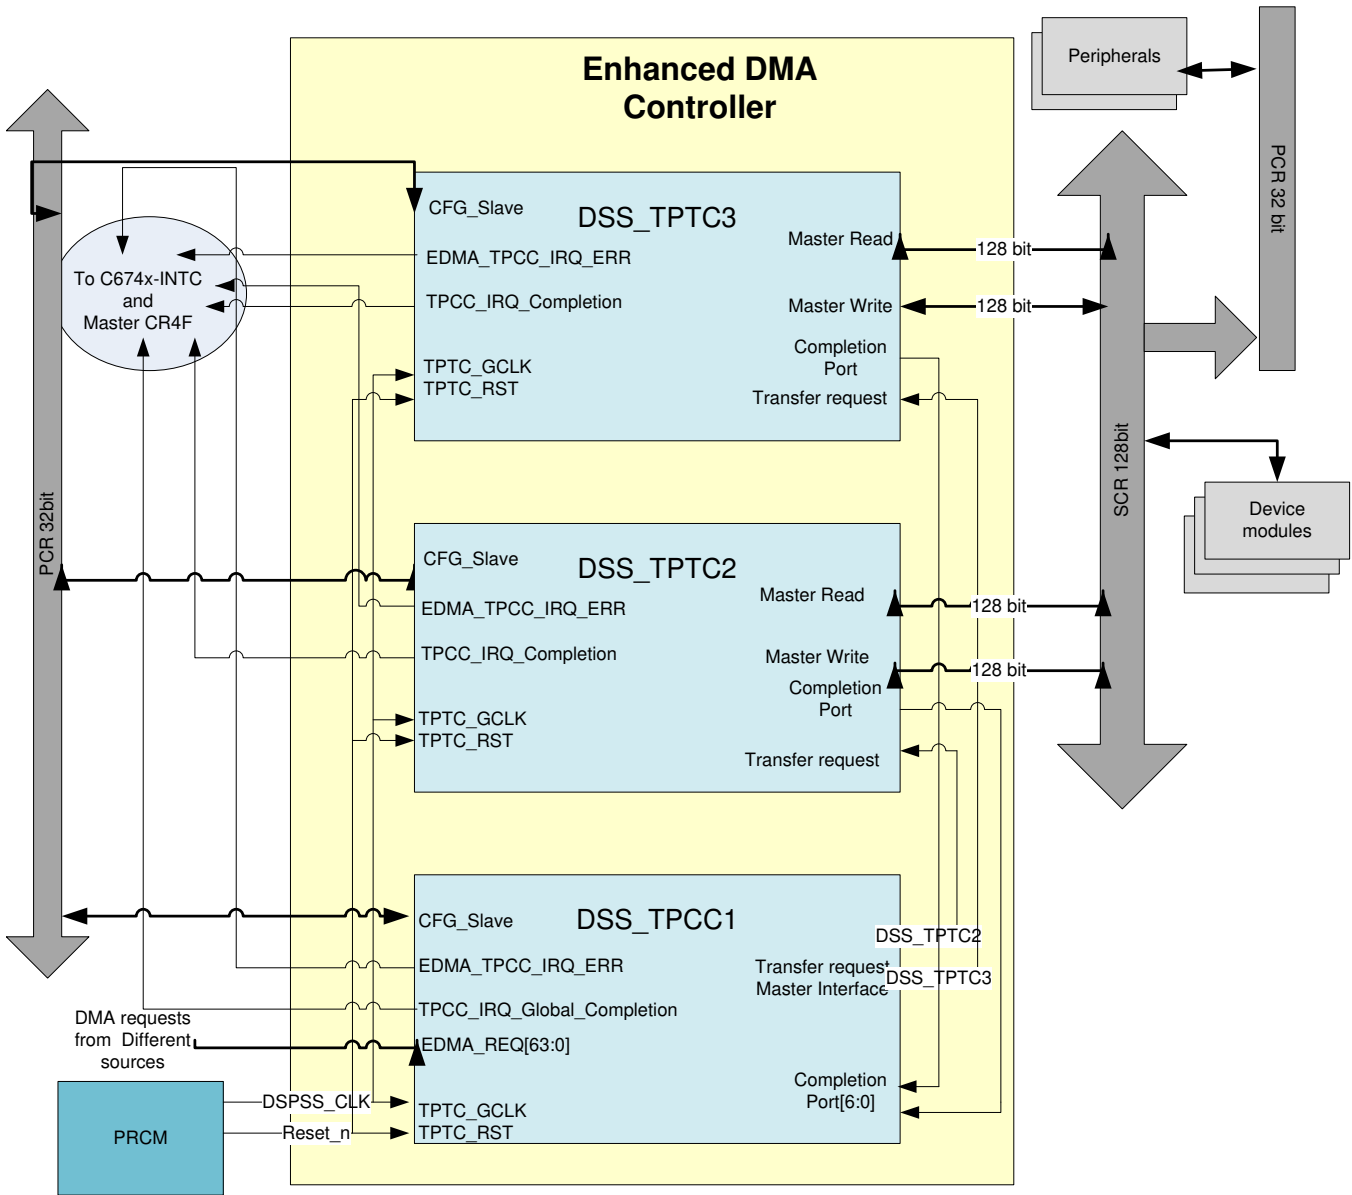 Enhanced DMA
Controller
Peripherals
PCR 32 bit
DSS_TPTC3
CFG_Slave
EDMA_TPCC_IRQ_ERR
TPCC_IRQ_Completion
TPTC_GCLK
TPTC_RST
Master Read
Master Write
Completion
Port
Transfer request
128 bit
128 bit
To C674x-INTC
and
Master CR4F
PCR 32bit
SCR 128bit
Device
modules
DSS_TPTC2
CFG_Slave
EDMA_TPCC_IRQ_ERR
TPCC_IRQ_Completion
TPTC_GCLK
TPTC_RST
Master Read
Master Write
Completion
Port
Transfer request
128 bit
128 bit
DSS_TPCC1
CFG_Slave
EDMA_TPCC_IRQ_ERR
TPCC_IRQ_Global_Completion
EDMA_REQ[63:0]
TPTC_GCLK
TPTC_RST
DSS_TPTC2
Transfer request
Master Interface
DSS_TPTC3
Completion
Port[6:0]
DMA requests
from Different
sources
DSPSS_CLK
Reset_n
PRCM